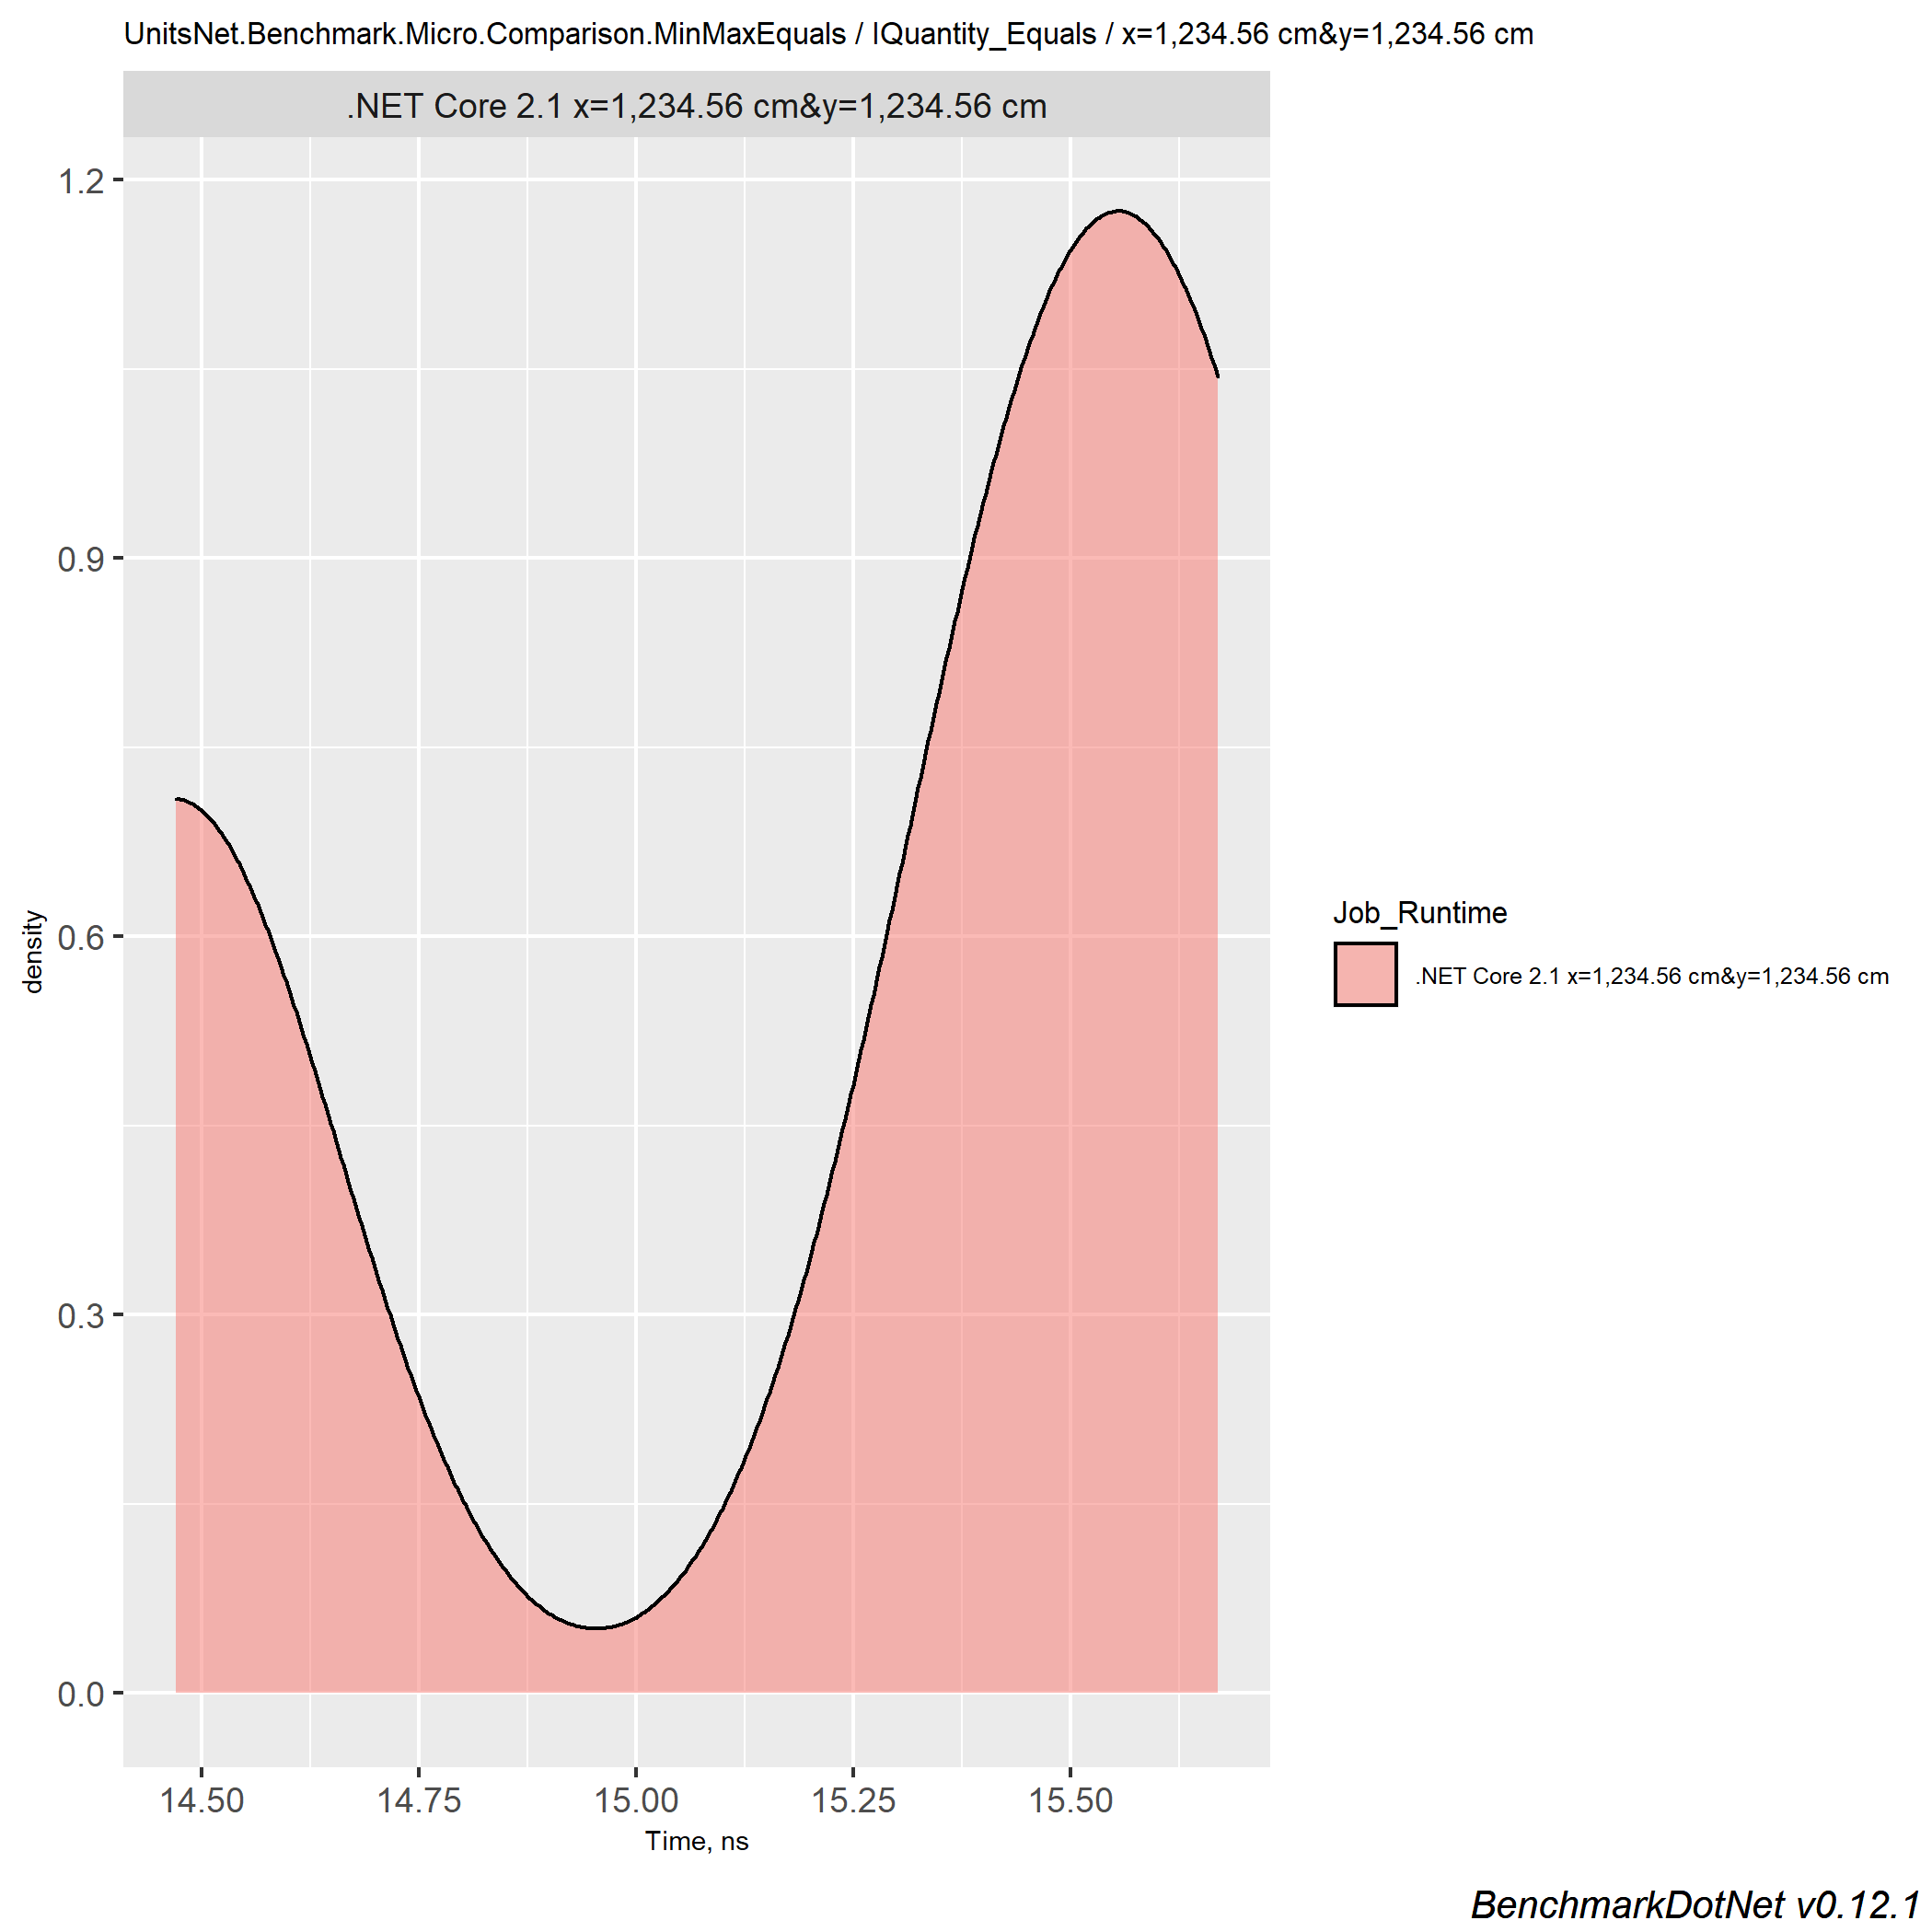 UnitsNet.Benchmark.Micro.Comparison.MinMaxEquals / IQuantity_Equals / x=1,234.56 cm&y=1,234.56 cm
.NET Core 2.1 x=1,234.56 cm&y=1,234.56 cm
1.2
0.9
0.6
0.3
0.0
density
14.50 14.75 15.00 15.25 15.50
Time, ns
Job_Runtime
.NET Core 2.1 x=1,234.56 cm&y=1,234.56 cm
BenchmarkDotNet v0.12.1